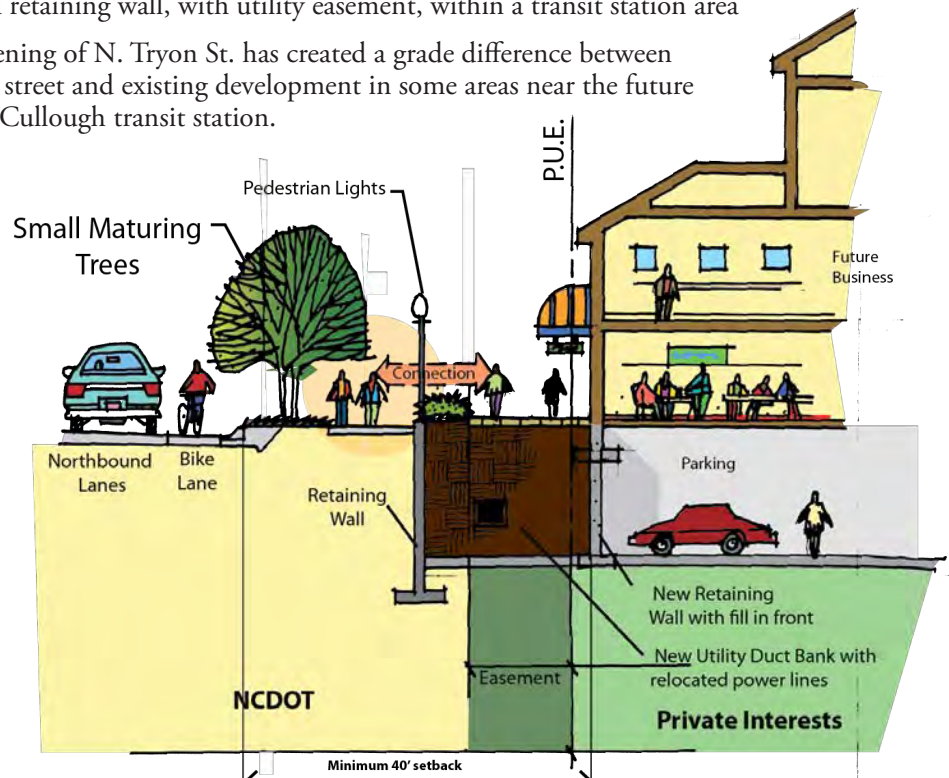 retaining wall, with utility easement, within a transit station area
ening of N. Tryon St. has created a grade difference between
street and existing development in some areas near the future
Cullough transit station.
P.U.E.
Pedestrian Lights
Small Maturing
Trees
Future
Business
Connection
Northbound
Lanes
Bike
Lane
Parking
Retaining
Wall
New Retaining
Wall with fill in front
New Utility Duct Bank with
relocated power lines
Easement
NCDOT
Private Interests
Minimum 40' setback